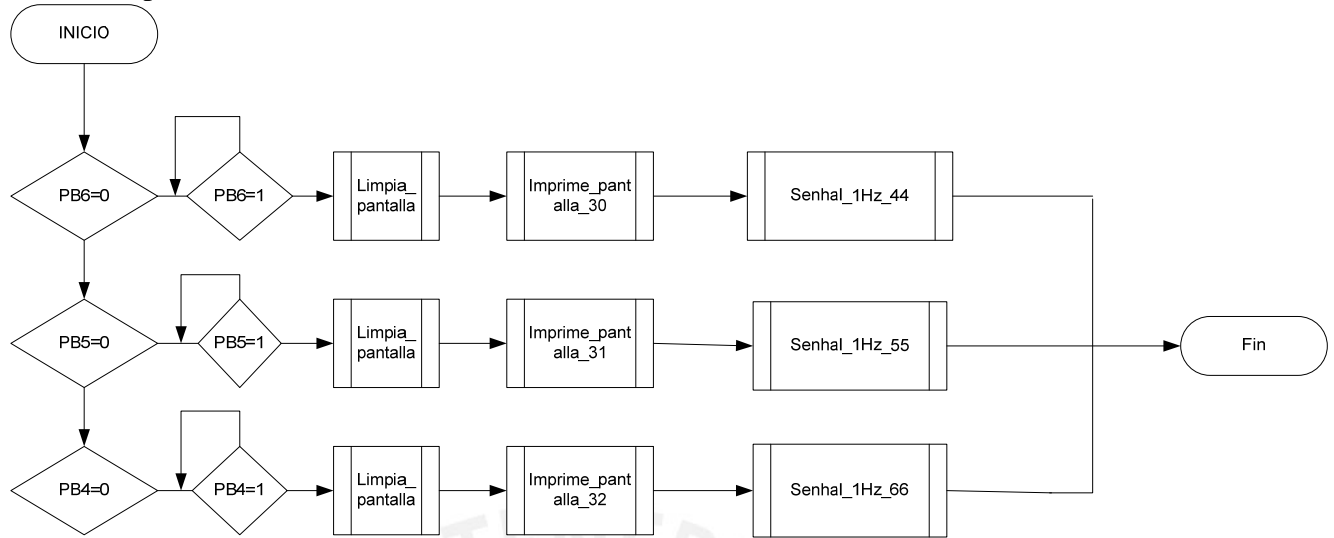 INICIO
PB6=0
PB6=1
Limpia_
pantalla
Imprime_pant
alla_30
Senhal_1Hz_44
PB5=0
PB5=1
Limpia_
pantalla
Imprime_pant
alla_31
Senhal_1Hz_55
Fin
PB4=0
PB4=1
Limpia_
pantalla
Imprime_pant
alla_32
Senhal_1Hz_66